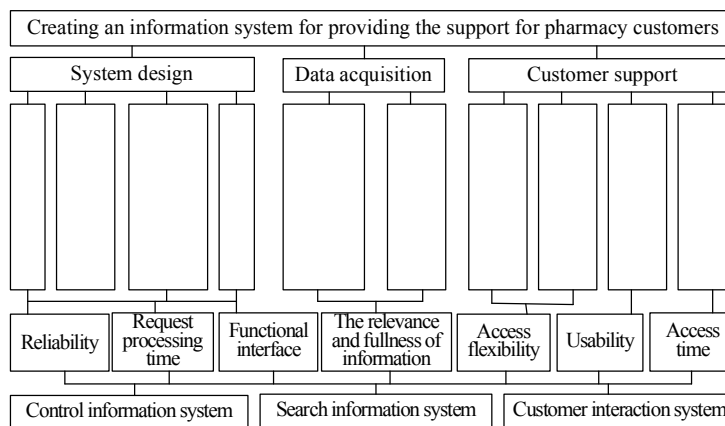 Creating an information system for providing the support for pharmacy customers
System design
Data acquisition
Customer support
Reliability
Request
processing
time
Functional
interface
The relevance
and fullness of
information
Access
flexibility
Usability
Access
time
Control information system
Search information system
Customer interaction system